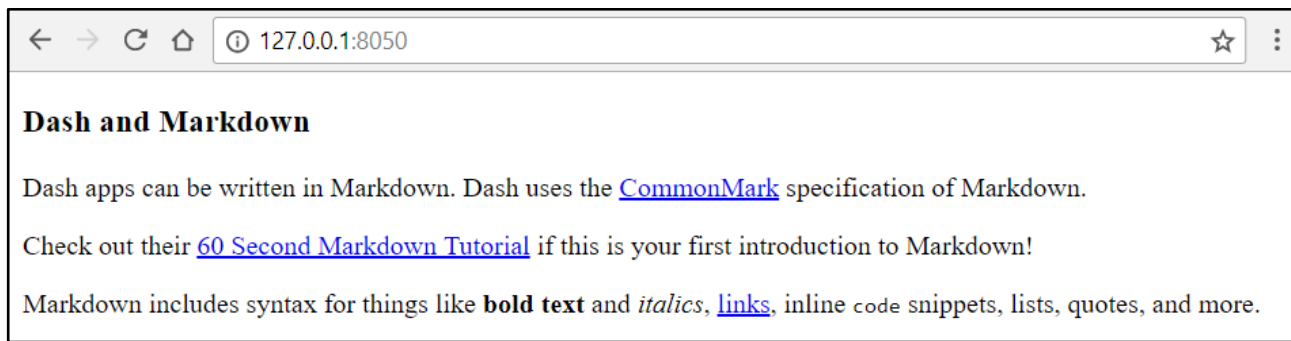 127.0.0.1:8050
Dash and Markdown
Dash apps can be written in Markdown. Dash uses the CommonMark specification of Markdown.
Check out their 60 Second Markdown Tutorial if this is your first introduction to Markdown!
Markdown includes syntax for things like bold text and italics, links, inline code snippets, lists, quotes, and more.